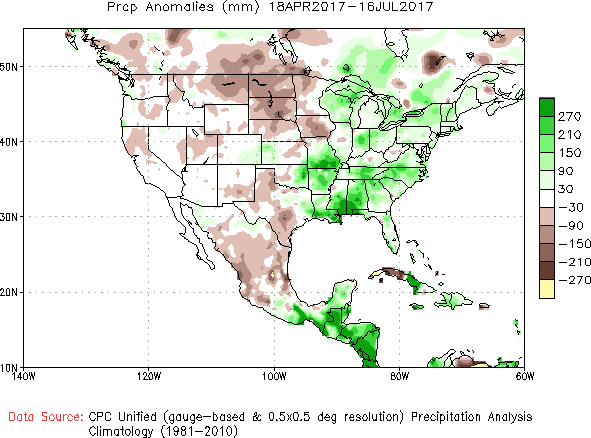 Prcp Anomalies (mm) 18APR2017-16JUL2017
50N
40N
30N
20N
10N
140W 120W 100W 80W 60W
270
210
150
90
30
-30
-90
-150
-210
-270
Data Source: CPC Unified (gauge-based & 0.5x0.5 deg resolution) Precipitation Analysis
Climatology (1981-2010)